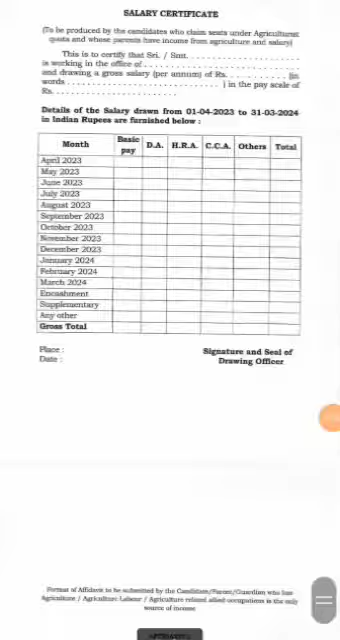 SALARY CERTIFICATE
(To be produced by the candidates who claim seats under Agriculturist
quota and whose parents have income from agriculture and salary)
This is to certify that Sri. / Smt. . . . . . . . . . . . . . . . . . . . . . . . . . . . . .
is working in the office of . . . . . . . . . . . . . . . . . . . . . . . . . . . . . . . . . . . .
and drawing a gross salary (per annum) of Rs. . . . . . . . . . . . . (in
words . . . . . . . . . . . . . . . . . . . . . . . . . . . . . . . . . . ) in the pay scale of
Rs. . . . . . . . . . . . . . . . . . . . . . . . . . .
Details of the Salary drawn from 01-04-2023 to 31-03-2024
in Indian Rupees are furnished below :
Month Basic pay D.A. H.R.A. C.C.A. Others Total
April 2023
May 2023
June 2023
July 2023
August 2023
September 2023
October 2023
November 2023
December 2023
January 2024
February 2024
March 2024
Encashment
Supplementary
Any other
Gross Total
Place : Signature and Seal of
Date : Drawing Officer
Format of Affidavit to be submitted by the Candidate/Parent/Guardian who has
Agriculture / Agriculture Labour / Agriculture related allied occupations is the only
source of income